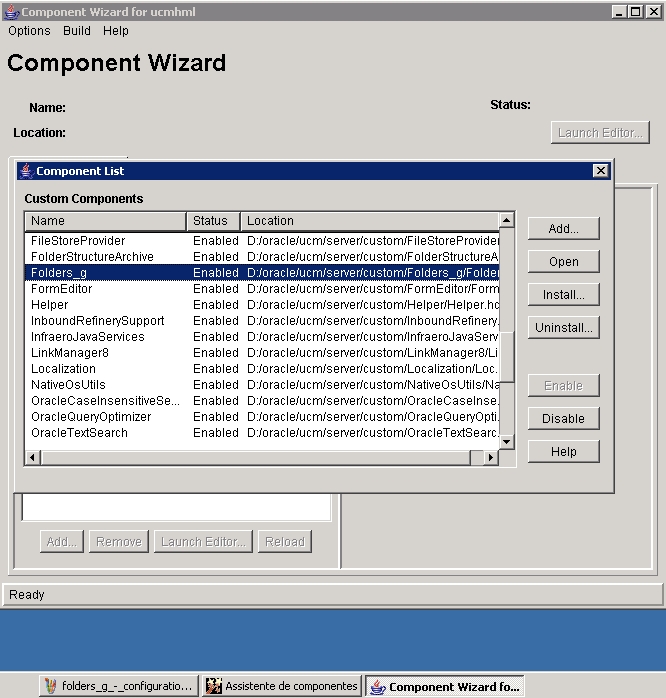 Component Wizard for ucmhml
Options Build Help
Component Wizard
Name:
Status:
Location:
Launch Editor...
Component List
Custom Components
Name Status Location
FileStoreProvider Enabled D:/oracle/ucm/server/custom/FileStoreProvider
FolderStructureArchive Enabled D:/oracle/ucm/server/custom/FolderStructureA
Folders_g Enabled D:/oracle/ucm/server/custom/Folders_g/Folder
FormEditor Enabled D:/oracle/ucm/server/custom/FormEditor/Form
Helper Enabled D:/oracle/ucm/server/custom/Helper/Helper.hd
InboundRefinerySupport Enabled D:/oracle/ucm/server/custom/InboundRefinery.
InfraeroJavaServices Enabled D:/oracle/ucm/server/custom/InfraeroJavaServ
LinkManager8 Enabled D:/oracle/ucm/server/custom/LinkManager8/Li
Localization Enabled D:/oracle/ucm/server/custom/Localization/Loc.
NativeOsUtils Enabled D:/oracle/ucm/server/custom/NativeOsUtils/Na
OracleCaseInsensitiveSe... Enabled D:/oracle/ucm/server/custom/OracleCaseInse.
OracleQueryOptimizer Enabled D:/oracle/ucm/server/custom/OracleQueryOpti.
OracleTextSearch Enabled D:/oracle/ucm/server/custom/OracleTextSearc.
Add...
Open
Install...
Uninstall...
Enable
Disable
Help
Add... Remove Launch Editor... Reload
Ready
folders_g_-_configuratio... Assistente de componentes Component Wizard fo...